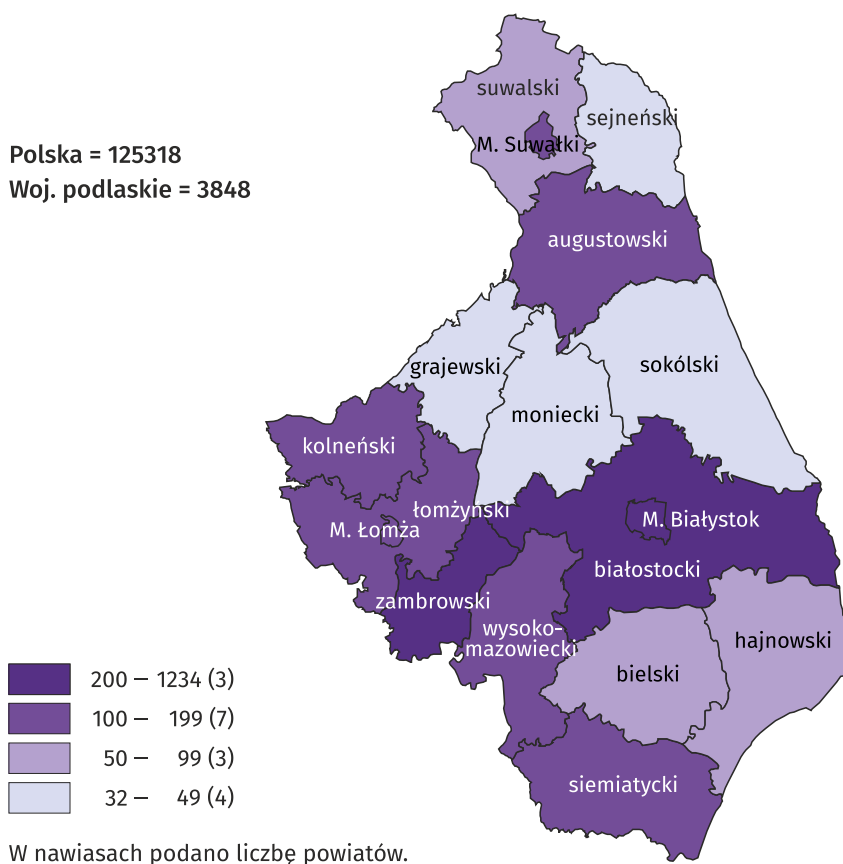 suwalski
sejneński
M. Suwałki
Polska = 125318
Woj. podlaskie = 3848
augustowski
grajewski
sokólski
moniecki
kolneński
łomżyński
M. Łomża
M. Białystok
białostocki
zambrowski
wysoko-
mazowiecki
hajnowski
bielski
siemiatycki
200 – 1234 (3)
100 – 199 (7)
50 – 99 (3)
32 – 49 (4)
W nawiasach podano liczbę powiatów.